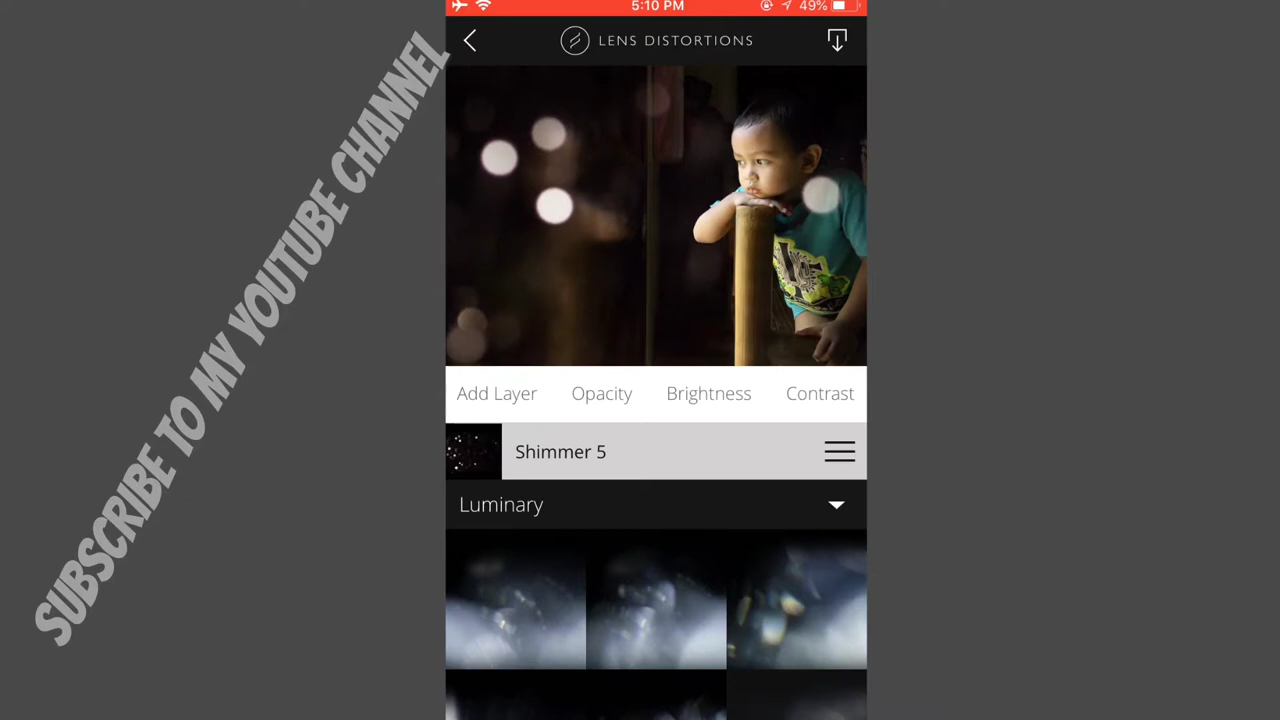 5:10 PM
49%
LENS DISTORTIONS
SUBSCRIBE TO MY YOUTUBE CHANNEL
Add Layer Opacity Brightness Contrast
Shimmer 5
Luminary